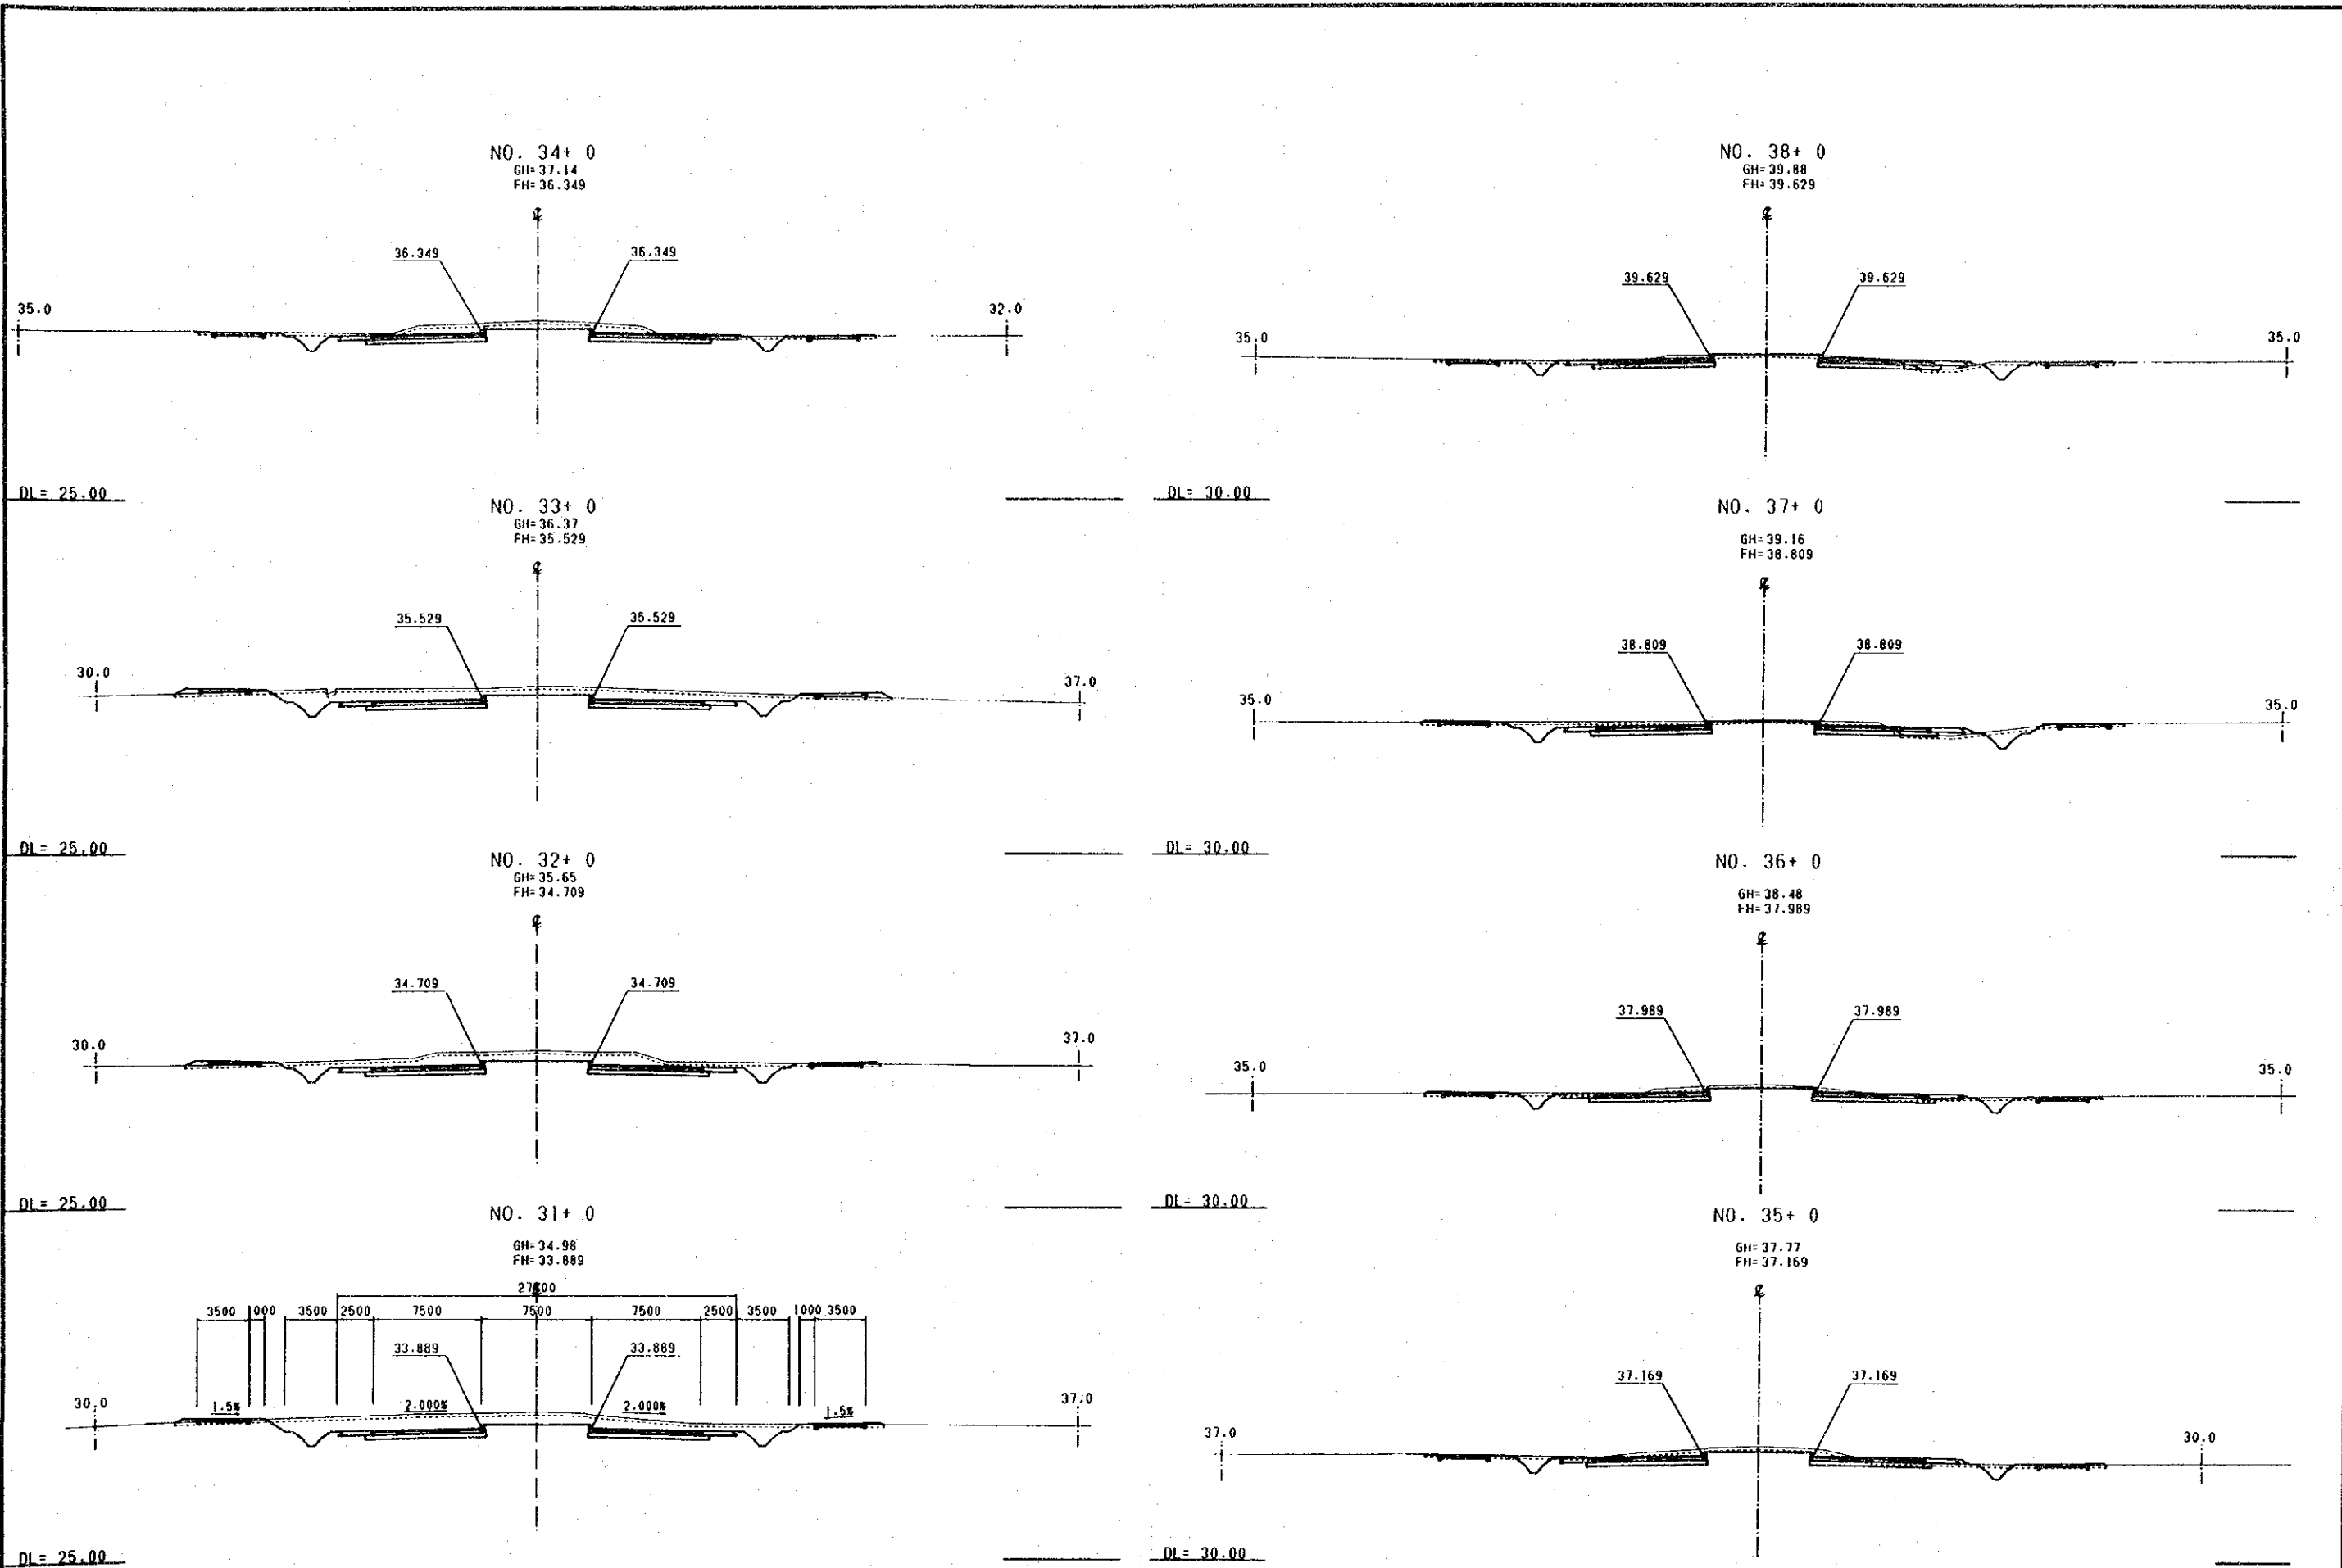 NO. 34+ 0
GH=37.14
FH=36.349
36.349 36.349
35.0 32.0
DL= 25.00
NO. 33+ 0
GH=36.37
FH=35.529
35.529 35.529
30.0 37.0
DL= 25.00
NO. 32+ 0
GH=35.65
FH=34.709
34.709 34.709
30.0 37.0
DL= 25.00
NO. 31+ 0
GH=34.98
FH=33.889
3500 1000 3500 2500 7500 7500 7500 2500 3500 1000 3500
33.889 33.889
30.0 1.5% 2.000% 2.000% 1.5% 37.0
DL= 25.00
NO. 38+ 0
GH=39.88
FH=39.629
39.629 39.629
35.0 35.0
DL= 30.00
NO. 37+ 0
GH=39.16
FH=38.809
38.809 38.809
35.0 35.0
DL= 30.00
NO. 36+ 0
GH=38.48
FH=37.989
37.989 37.989
35.0 35.0
DL= 30.00
NO. 35+ 0
GH=37.77
FH=37.169
37.169 37.169
37.0 30.0
DL= 30.00